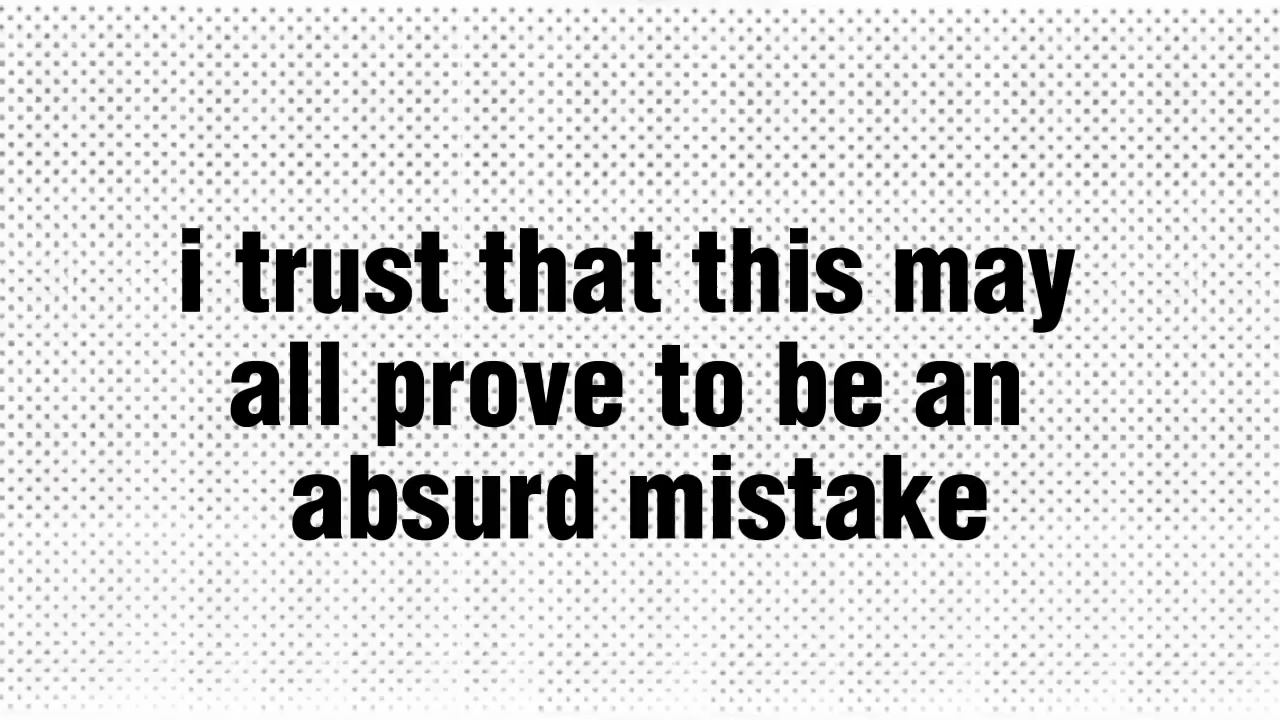 i trust that this may
all prove to be an
absurd mistake